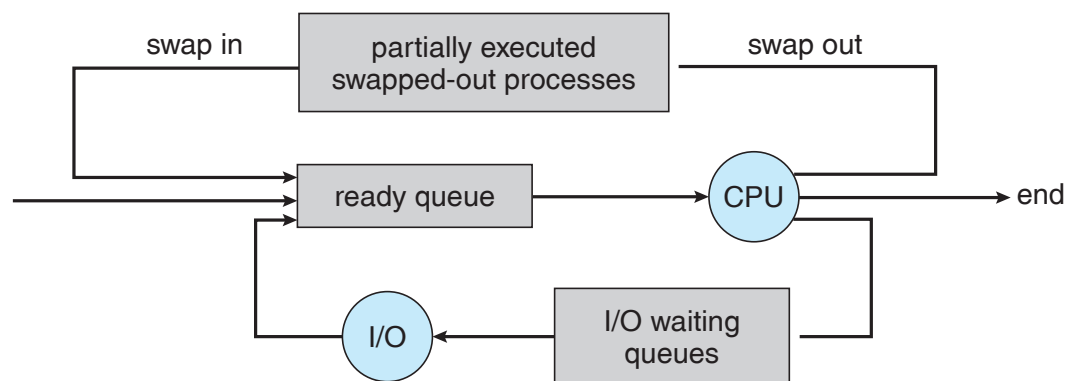 swap in
partially executed
swapped-out processes
swap out
ready queue
CPU
end
I/O
I/O waiting
queues